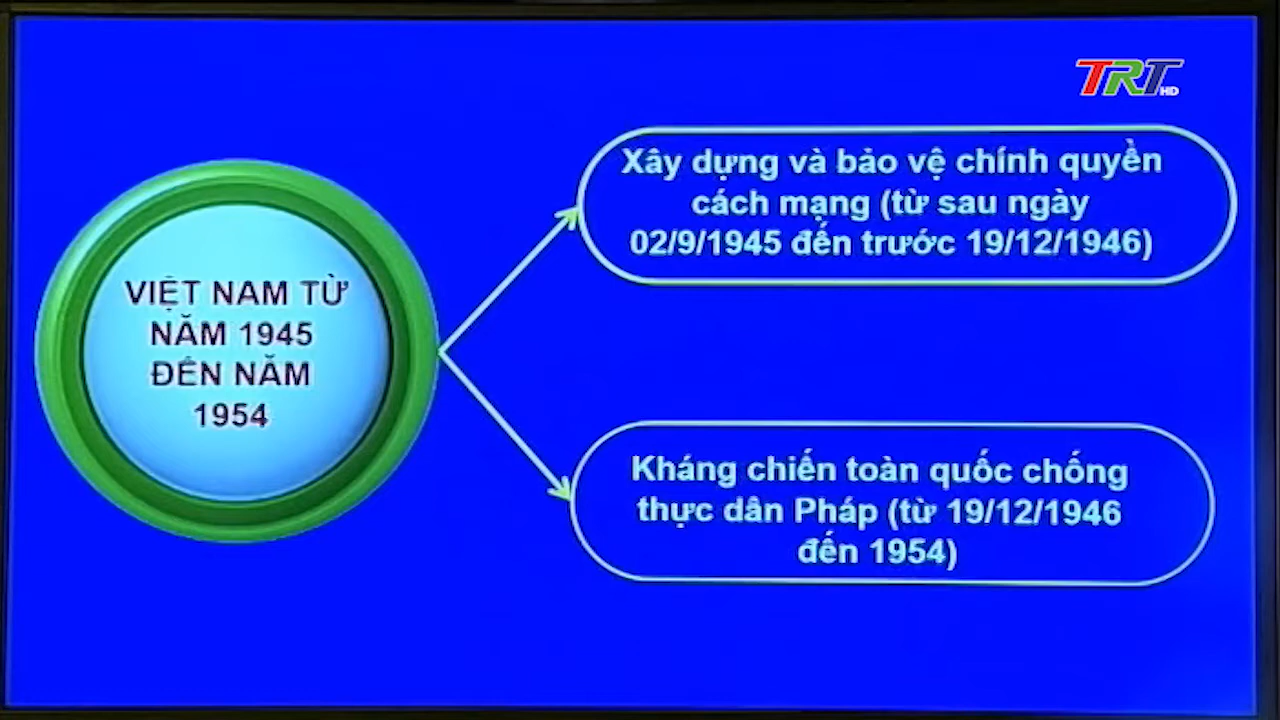 TRT HD
VIỆT NAM TỪ
NĂM 1945
ĐẾN NĂM
1954
Xây dựng và bảo vệ chính quyền
cách mạng (từ sau ngày
02/9/1945 đến trước 19/12/1946)
Kháng chiến toàn quốc chống
thực dân Pháp (từ 19/12/1946
đến 1954)